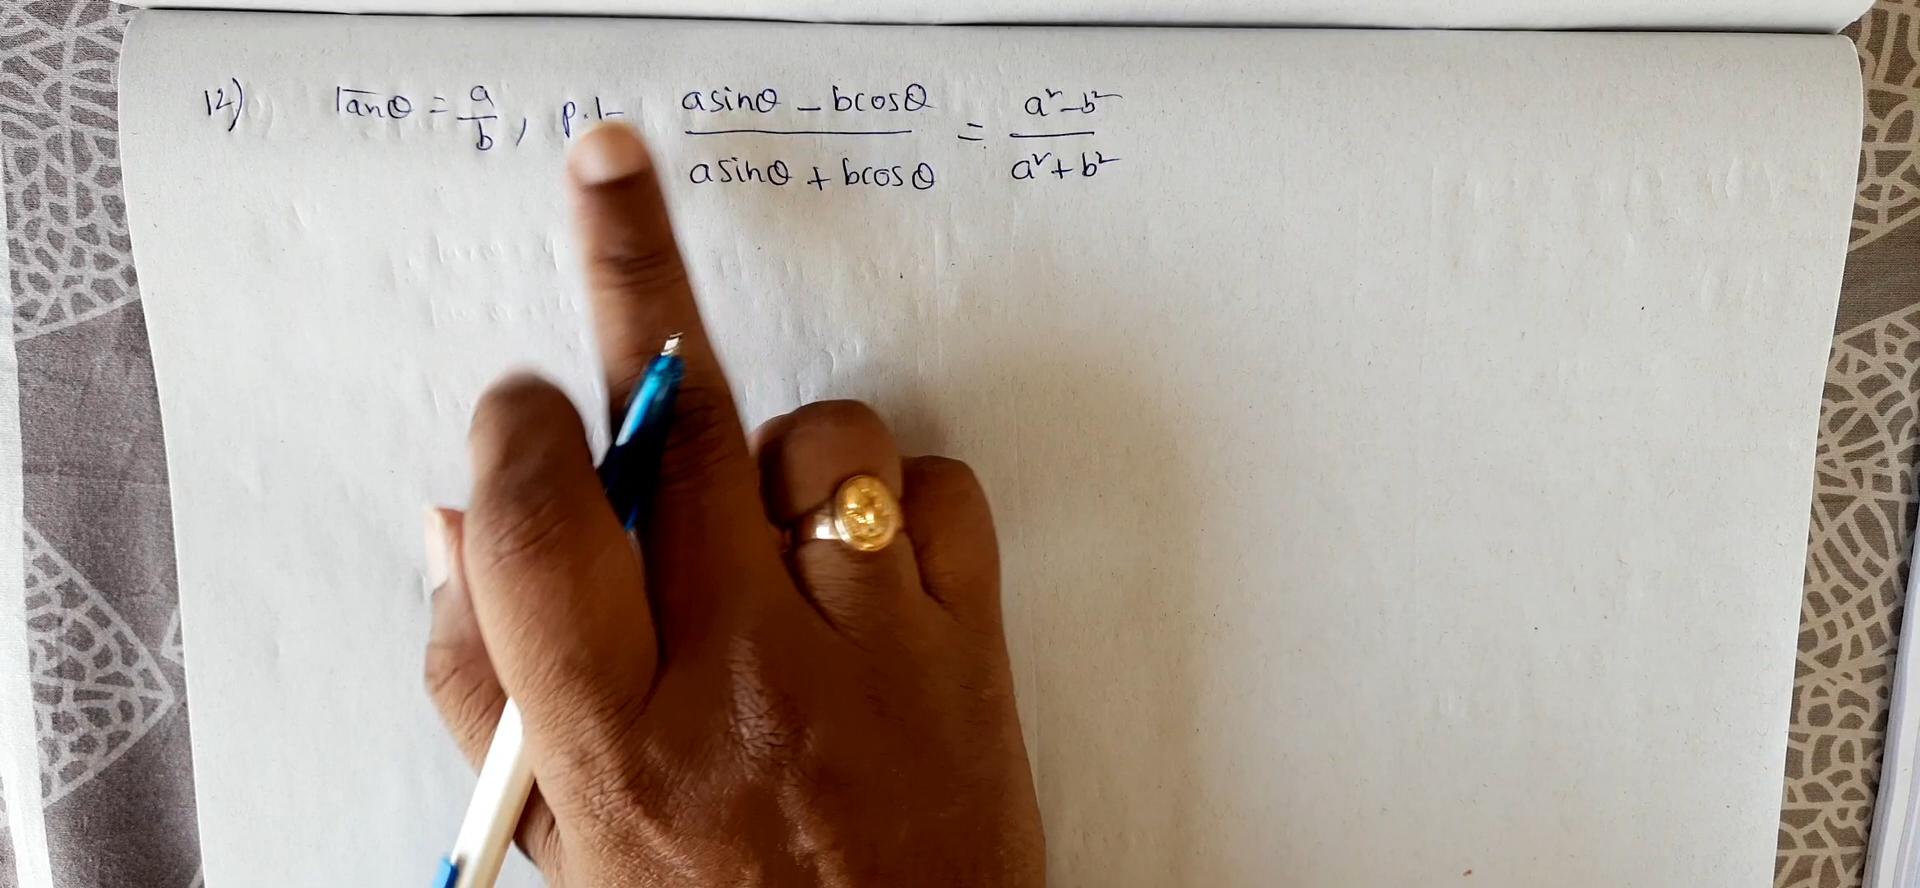 12) Tanθ = a/b, p.t (asinθ - bcosθ)/(asinθ + bcosθ) = (a² - b²)/(a² + b²)